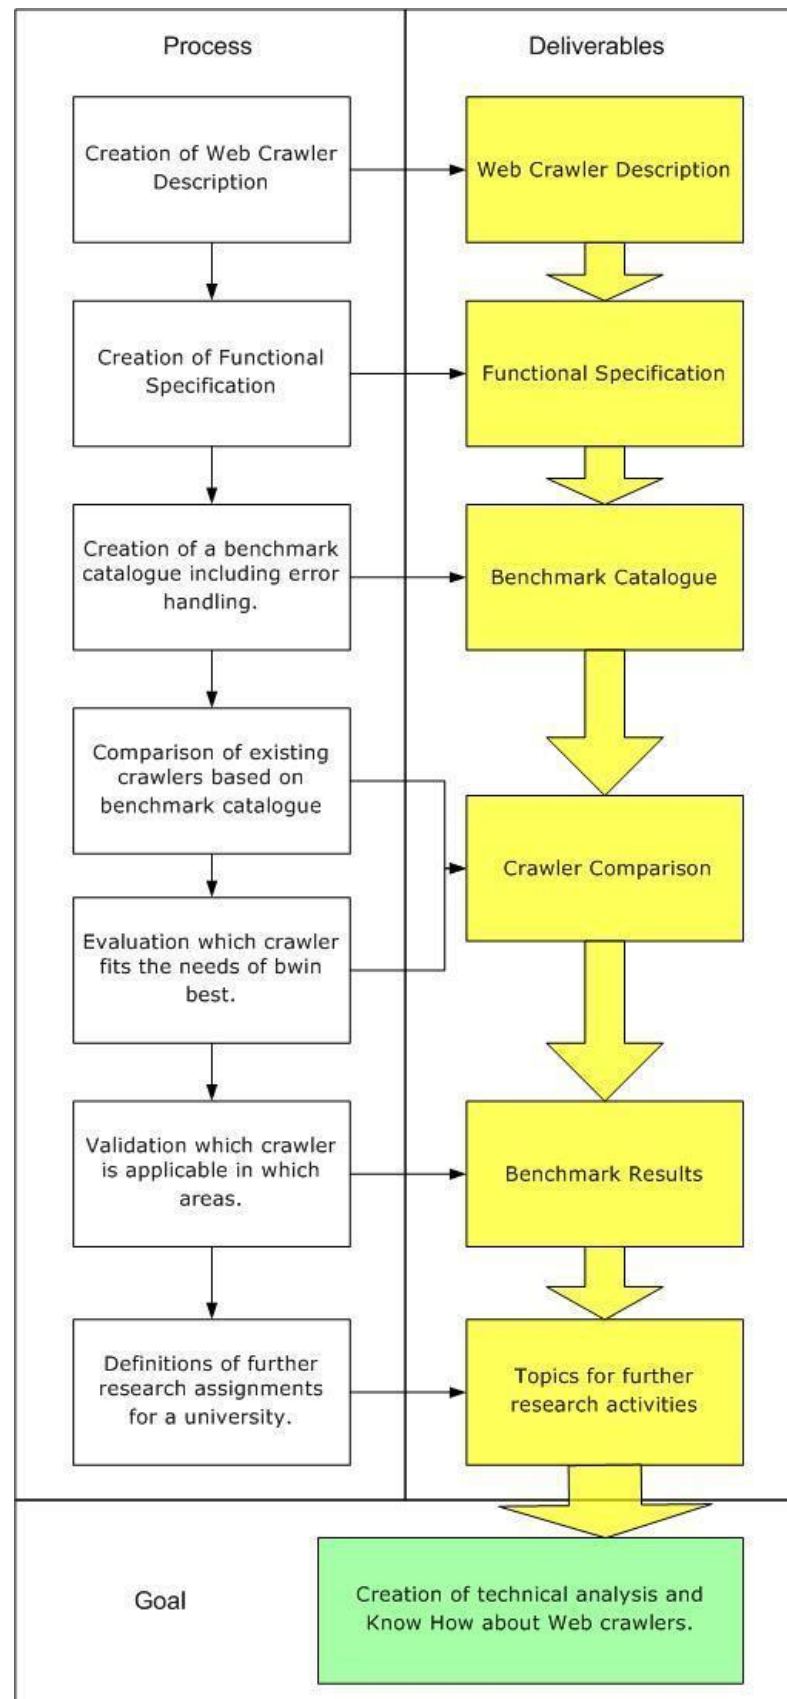 Process
Deliverables
Creation of Web Crawler
Description
Web Crawler Description
Creation of Functional
Specification
Functional Specification
Creation of a benchmark
catalogue including error
handling.
Benchmark Catalogue
Comparison of existing
crawlers based on
benchmark catalogue
Crawler Comparison
Evaluation which crawler
fits the needs of bwin
best.
Validation which crawler
is applicable in which
areas.
Benchmark Results
Definitions of further
research assignments
for a university.
Topics for further
research activities
Goal
Creation of technical analysis and
Know How about Web crawlers.